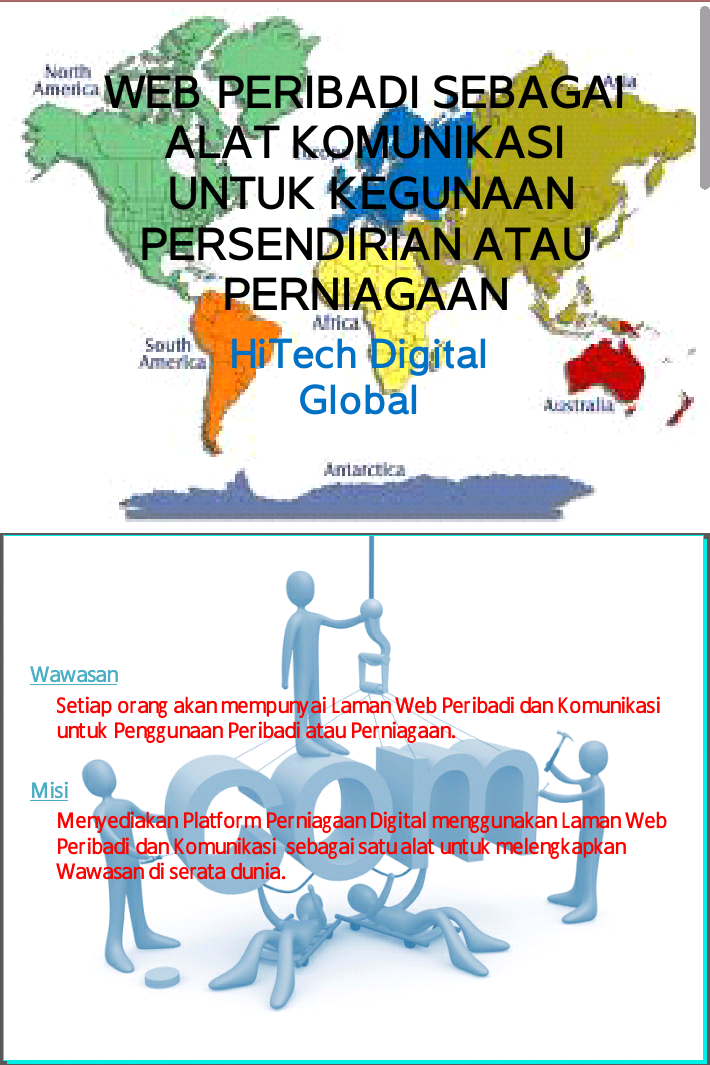 North
America
Asia
WEB PERIBADI SEBAGAI
ALAT KOMUNIKASI
UNTUK KEGUNAAN
PERSENDIRIAN ATAU
PERNIAGAAN
Africa
South
America
HiTech Digital
Global
Australia
Antarctica
Wawasan
Setiap orang akan mempunyai Laman Web Peribadi dan Komunikasi
untuk Penggunaan Peribadi atau Perniagaan.
Misi
Menyediakan Platform Perniagaan Digital menggunakan Laman Web
Peribadi dan Komunikasi sebagai satu alat untuk melengkapkan
Wawasan di serata dunia.
com